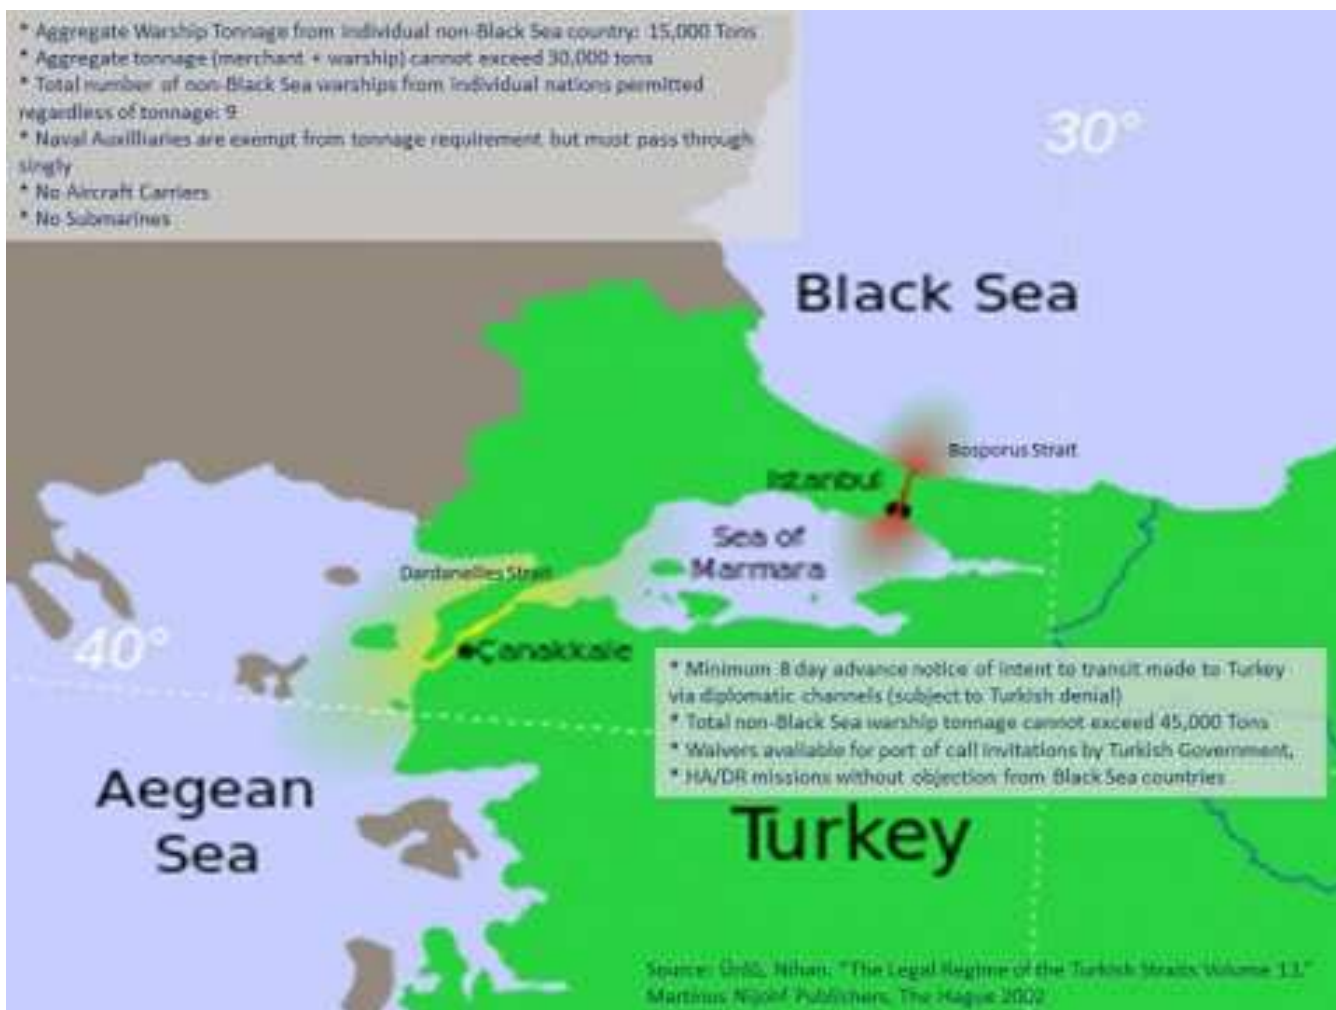 * Aggregate Warship Tonnage from individual non-Black Sea country: 15,000 Tons
* Aggregate tonnage (merchant + warship) cannot exceed 30,000 tons
* Total number of non-Black Sea warships from individual nations permitted
regardless of tonnage: 9
* Naval Auxilliaries are exempt from tonnage requirement but must pass through
singly
* No Aircraft Carriers
* No Submarines
30°
Black Sea
Bosporus Strait
Istanbul
Sea of
Marmara
Dardanelles Strait
40°
Çanakkale
* Minimum 8 day advance notice of intent to transit made to Turkey
via diplomatic channels (subject to Turkish denial)
* Total non-Black Sea warship tonnage cannot exceed 45,000 Tons
* Waivers available for port of call invitations by Turkish Government,
* HA/DR missions without objection from Black Sea countries
Aegean
Sea
Turkey
Source: Nihan. "The Legal Regime of the Turkish Straits Volume 13,"
Martinus Nijohf Publishers, The Hague 2002